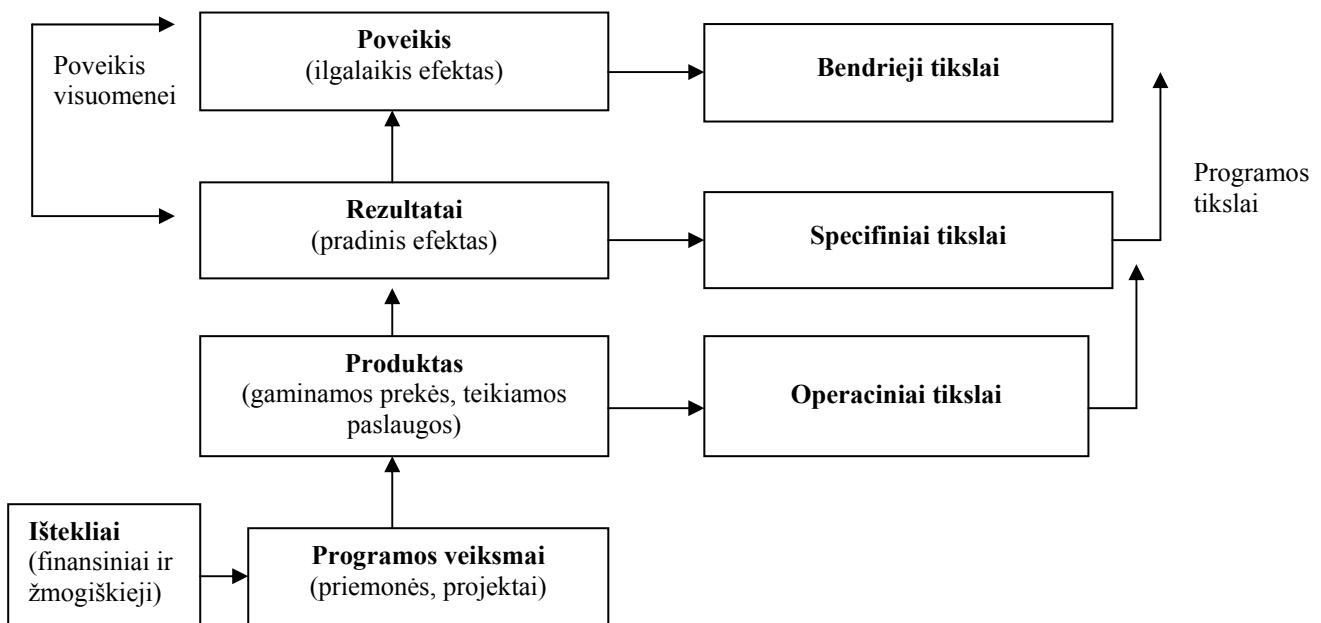 Poveikis
(ilgalaikis efektas)
Bendrieji tikslai
Poveikis
visuomenei
Rezultatai
(pradinis efektas)
Specifiniai tikslai
Programos
tikslai
Produktas
(gaminamos prekės, teikiamos
paslaugos)
Operaciniai tikslai
Ištekliai
(finansiniai ir
žmogiškieji)
Programos veiksmai
(priemonės, projektai)